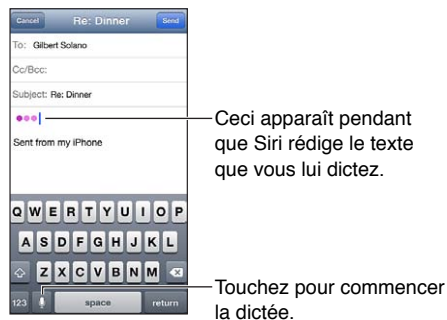 Cancel Re: Dinner Send
To: Gilbert Solano
Cc/Bcc:
Subject: Re: Dinner
Sent from my iPhone
Ceci apparaît pendant
que Siri rédige le texte
que vous lui dictez.
Q W E R T Y U I O P
A S D F G H J K L
Z X C V B N M
123 space return
Touchez pour commencer
la dictée.